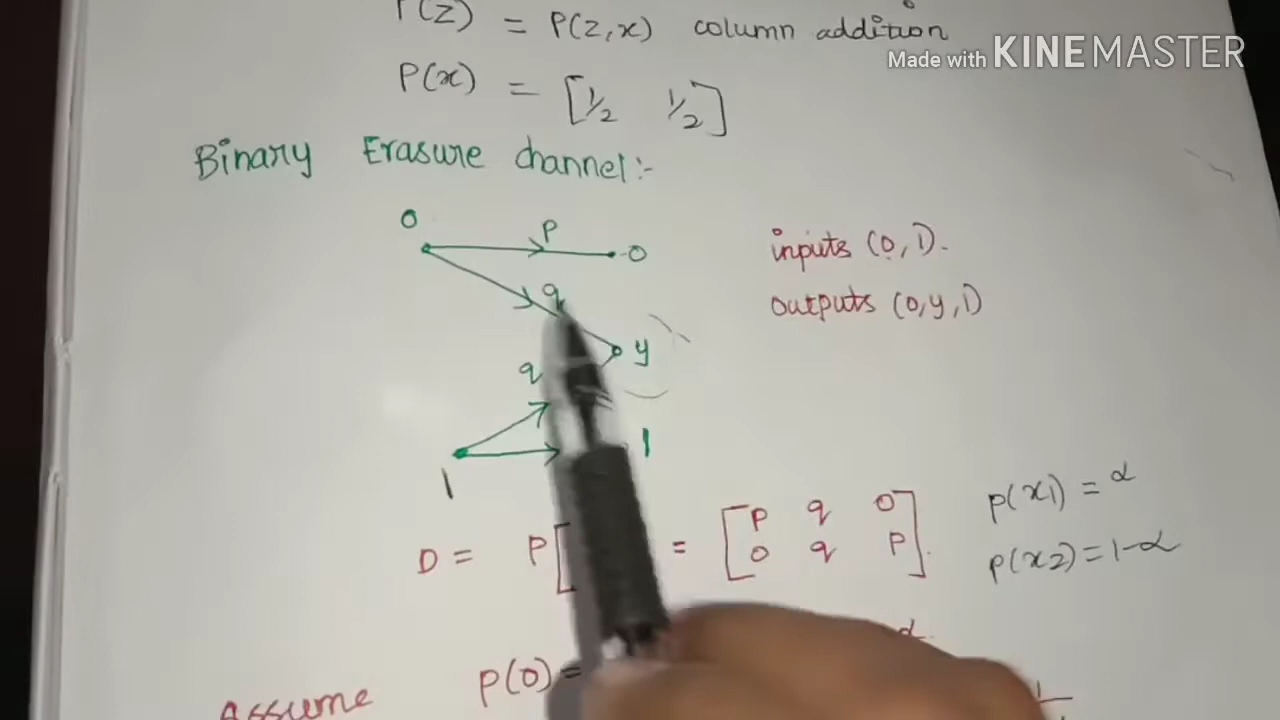 P(z) = P(z,x) column addition
Made with KINEMASTER
P(x) = [1/2 1/2]
Binary Erasure channel:-
0 P 0
inputs (0,1).
q
outputs (0,y,1)
y
q
1 1
D = P[ = [P q 0
0 q P].
p(x1) = α
p(x2) = 1-α
α
Assume P(0) =